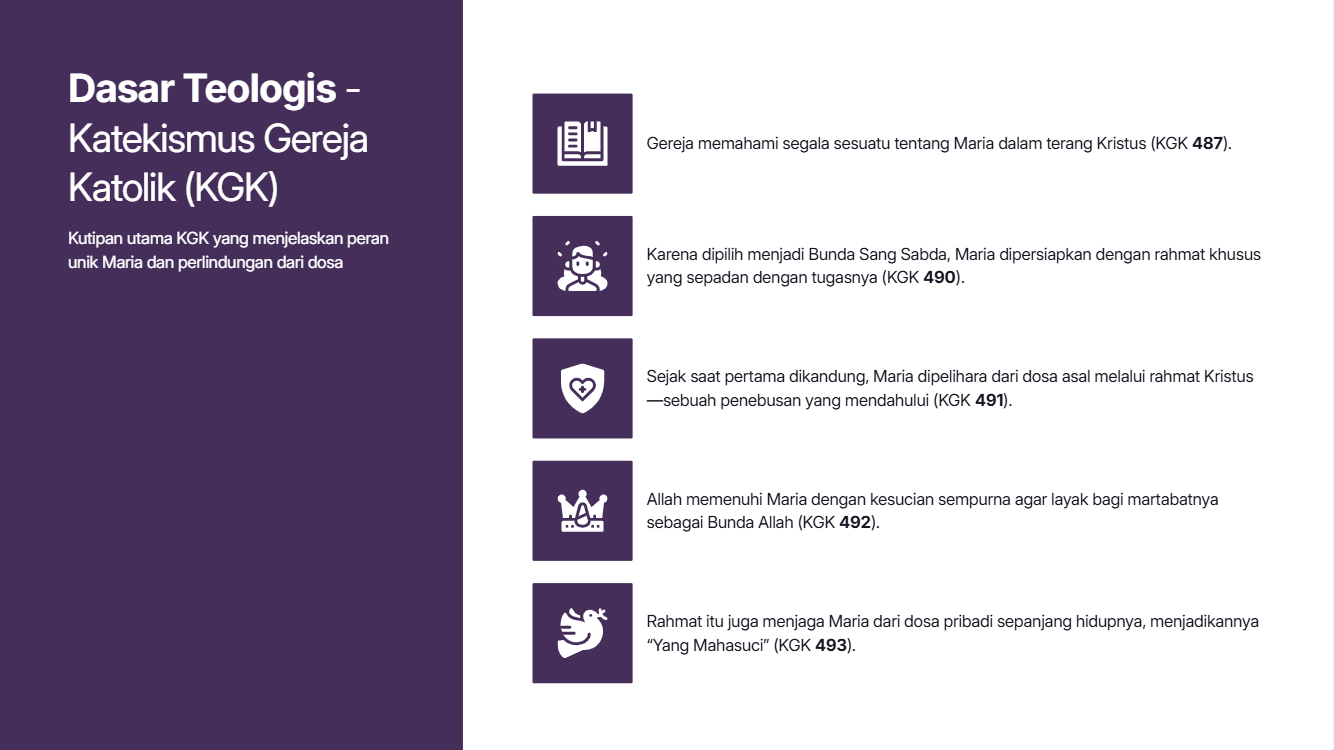 Dasar Teologis -
Katekismus Gereja
Katolik (KGK)
Kutipan utama KGK yang menjelaskan peran
unik Maria dan perlindungan dari dosa
Gereja memahami segala sesuatu tentang Maria dalam terang Kristus (KGK 487).
Karena dipilih menjadi Bunda Sang Sabda, Maria dipersiapkan dengan rahmat khusus
yang sepadan dengan tugasnya (KGK 490).
Sejak saat pertama dikandung, Maria dipelihara dari dosa asal melalui rahmat Kristus
—sebuah penebusan yang mendahului (KGK 491).
Allah memenuhi Maria dengan kesucian sempurna agar layak bagi martabatnya
sebagai Bunda Allah (KGK 492).
Rahmat itu juga menjaga Maria dari dosa pribadi sepanjang hidupnya, menjadikannya
“Yang Mahasuci” (KGK 493).